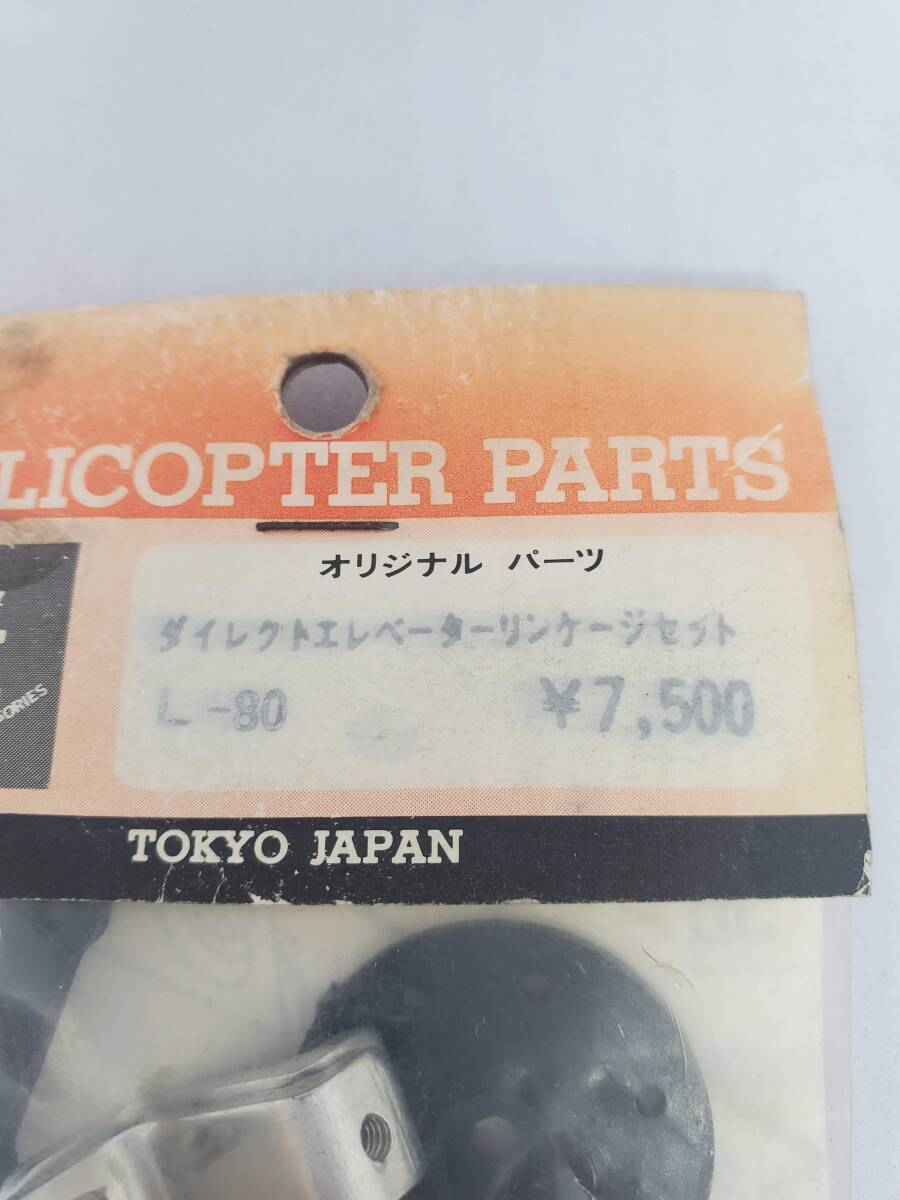 LICOPTER PARTS
オリジナル パーツ
ダイレクトエレベーターリンケージセット
L-80 ¥7,500
SORIES
TOKYO JAPAN